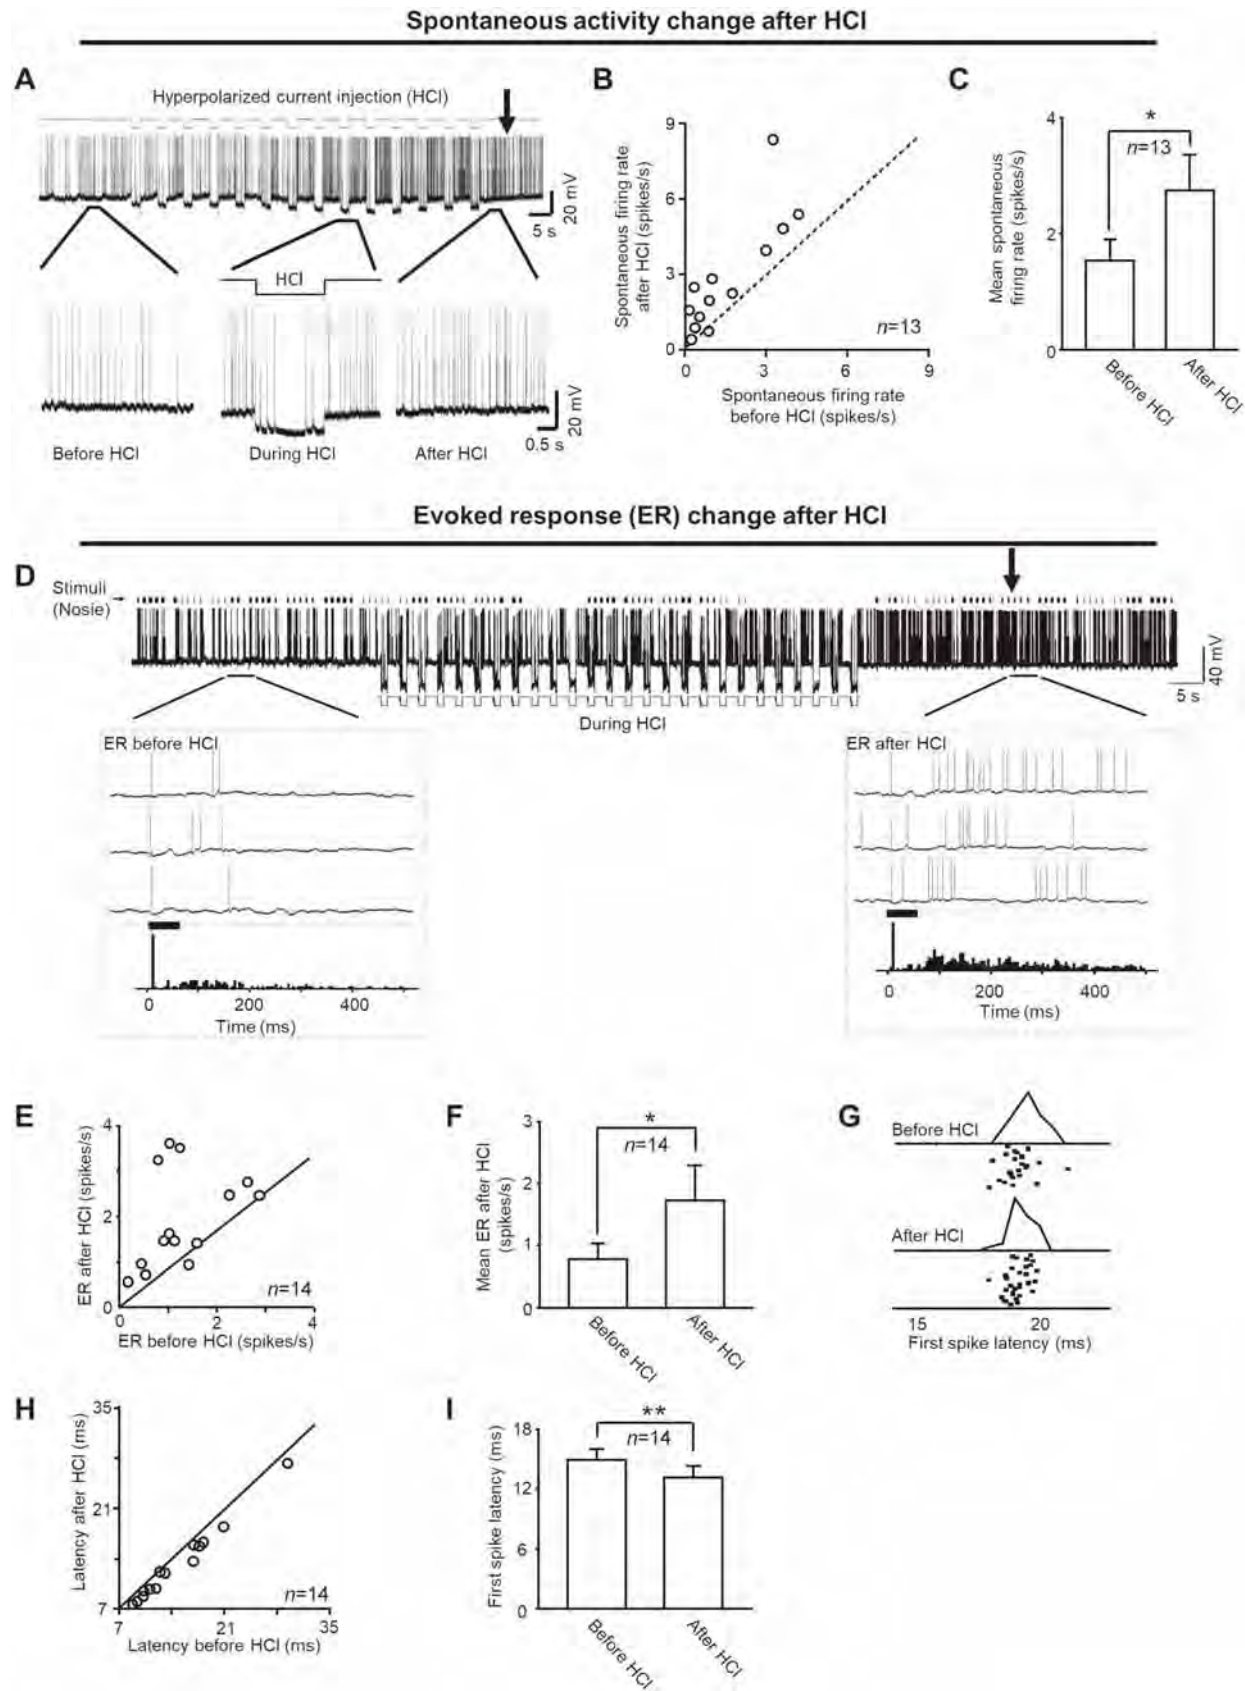 Spontaneous activity change after HCI
A
Hyperpolarized current injection (HCI)
20 mV
5 s
HCI
20 mV
0.5 s
Before HCI
During HCI
After HCI
B
Spontaneous firing rate
after HCI (spikes/s)
9
6
3
0
n=13
0
3
6
9
Spontaneous firing rate
before HCI (spikes/s)
C
Mean spontaneous
firing rate (spikes/s)
4
2
0
*
n=13
Before HCI
After HCI
Evoked response (ER) change after HCI
D
Stimuli
(Nosie)
40 mV
5 s
During HCI
ER before HCI
0
200
400
Time (ms)
ER after HCI
0
200
400
Time (ms)
E
ER after HCI (spikes/s)
4
2
0
n=14
0
2
4
ER before HCI (spikes/s)
F
Mean ER after HCI
(spikes/s)
3
2
1
0
*
n=14
Before HCI
After HCI
G
Before HCI
After HCI
15
20
First spike latency (ms)
H
Latency after HCI (ms)
35
21
7
n=14
7
21
35
Latency before HCI (ms)
I
First spike latency (ms)
18
12
6
0
**
n=14
Before HCI
After HCI